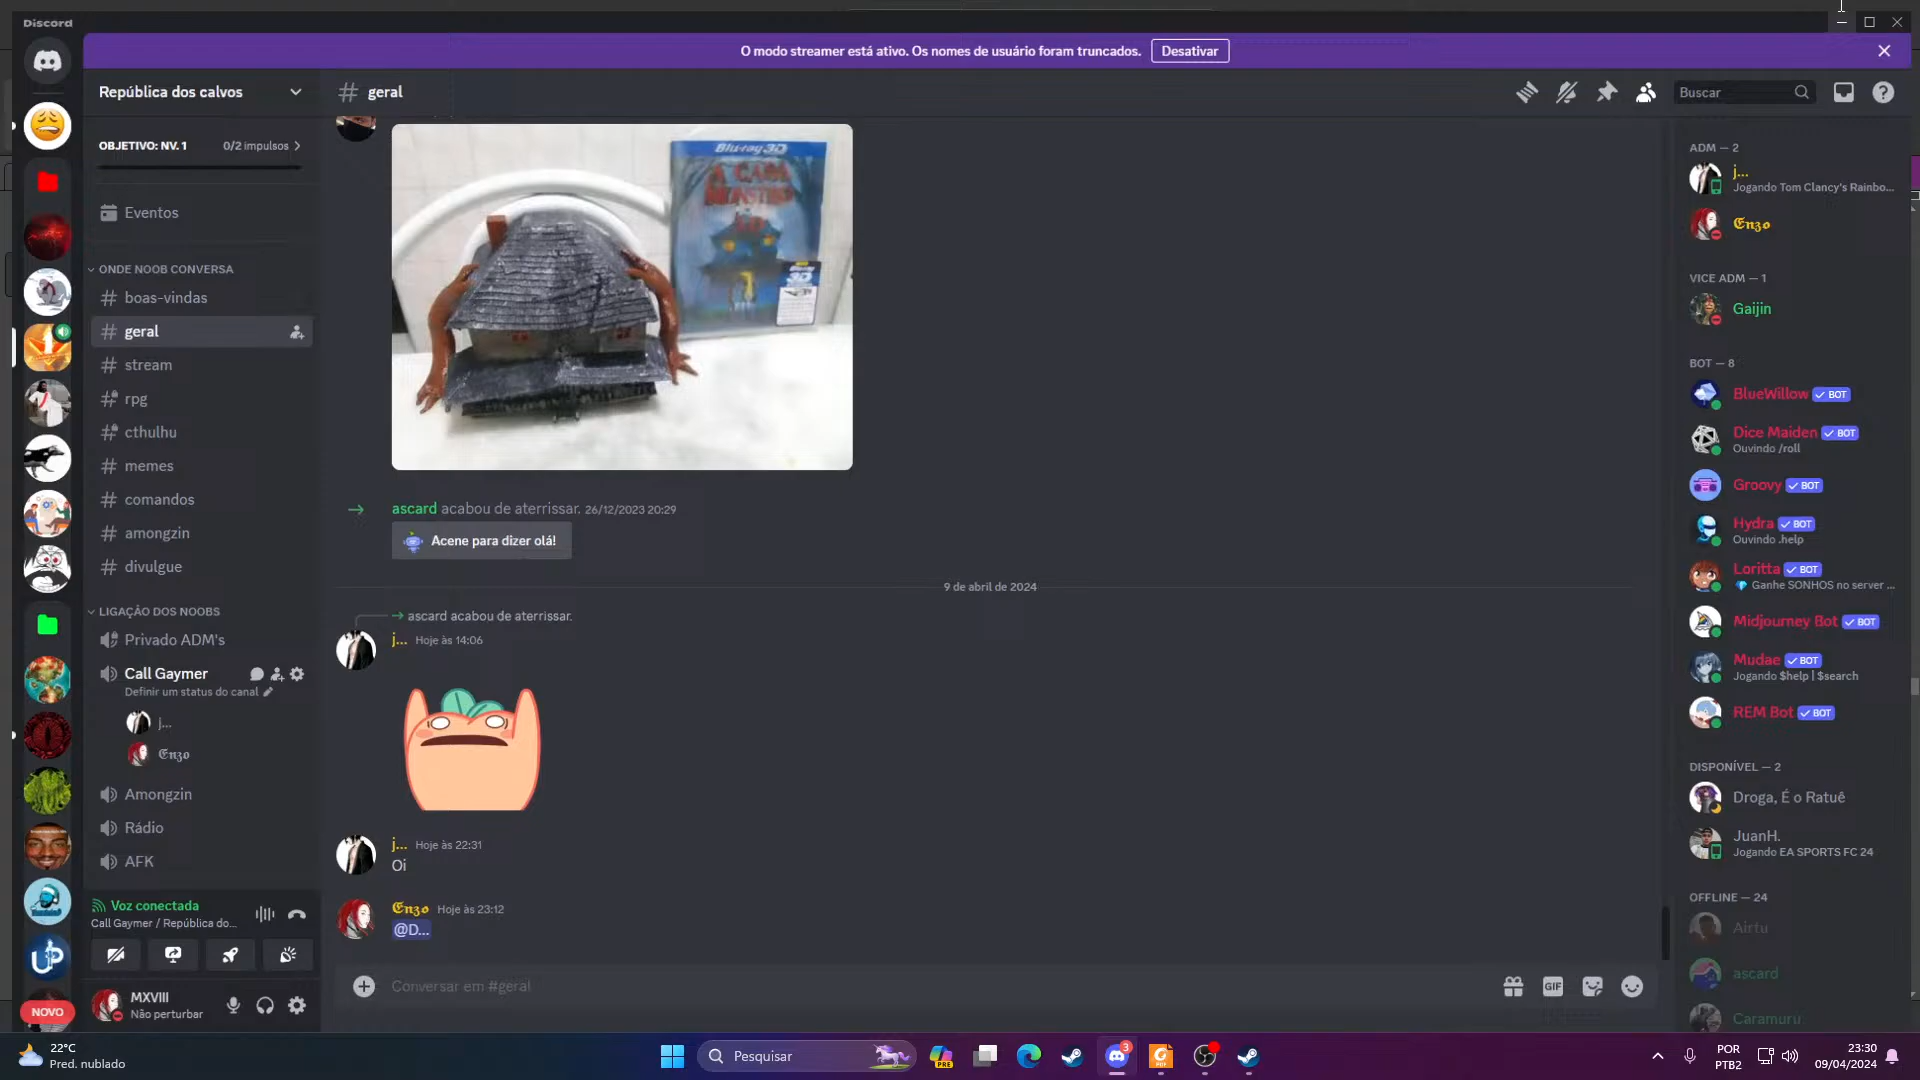 Discord
O modo streamer está ativo. Os nomes de usuário foram truncados.
Desativar
República dos calvos
geral
Buscar
OBJETIVO: NV. 1
0/2 impulsos
Eventos
ONDE NOOB CONVERSA
boas-vindas
geral
stream
rpg
cthulhu
memes
comandos
amongzin
divulgue
LIGAÇÃO DOS NOOBS
Privado ADM's
Call Gaymer
Definir um status do canal
j...
Enzo
Amongzin
Rádio
AFK
Voz conectada
Call Gaymer / República do...
MXVIII
Não perturbar
NOVO
Blu-ray 3D
A CASA
MONSTRO
ascard acabou de aterrissar. 26/12/2023 20:29
Acene para dizer olá!
9 de abril de 2024
ascard acabou de aterrissar.
j... Hoje às 14:06
j... Hoje às 22:31
Oi
Enzo Hoje às 23:12
@D...
Conversar em #geral
GIF
ADM — 2
j...
Jogando Tom Clancy's Rainbo...
Enzo
VICE ADM — 1
Gaijin
BOT — 8
BlueWillow BOT
Dice Maiden BOT
Ouvindo /roll
Groovy BOT
Hydra BOT
Ouvindo .help
Loritta BOT
Ganhe SONHOS no server ...
Midjourney Bot BOT
Mudae BOT
Jogando $help | $search
REM Bot BOT
DISPONÍVEL — 2
Droga, É o Ratuê
JuanH.
Jogando EA SPORTS FC 24
OFFLINE — 24
Airtu
ascard
Caramuru
22°C
Pred. nublado
Pesquisar
PRE
3
POR
PTB2
23:30
09/04/2024